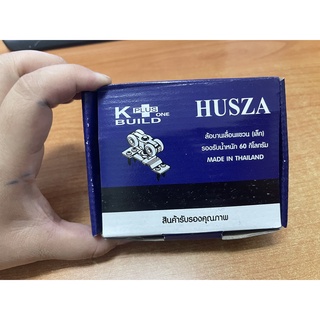 K PLUS ONE
BUILD
HUSZA
ล้อบานเลื่อนแขวน (เล็ก)
รองรับน้ำหนัก 60 กิโลกรัม
MADE IN THAILAND
สินค้ารับรองคุณภาพ